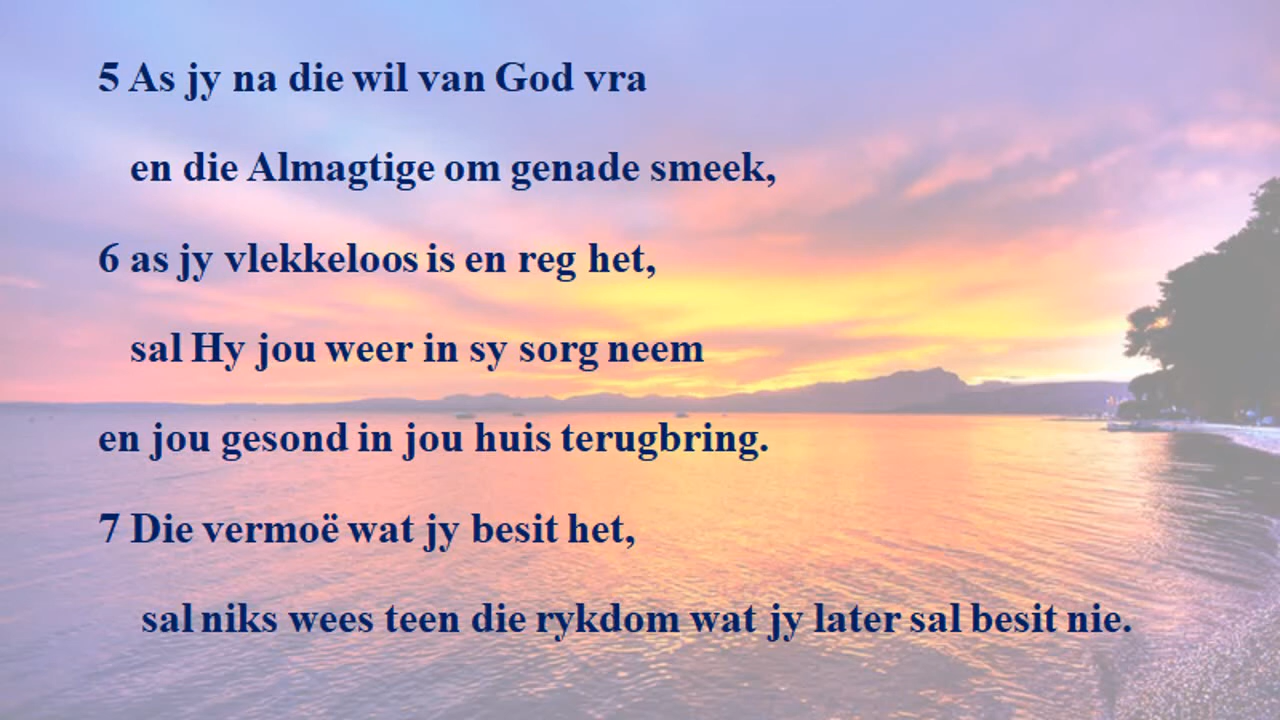 5 As jy na die wil van God vra
en die Almagtige om genade smeek,
6 as jy vlekkeloos is en reg het,
sal Hy jou weer in sy sorg neem
en jou gesond in jou huis terugbring.
7 Die vermoë wat jy besit het,
sal niks wees teen die rykdom wat jy later sal besit nie.